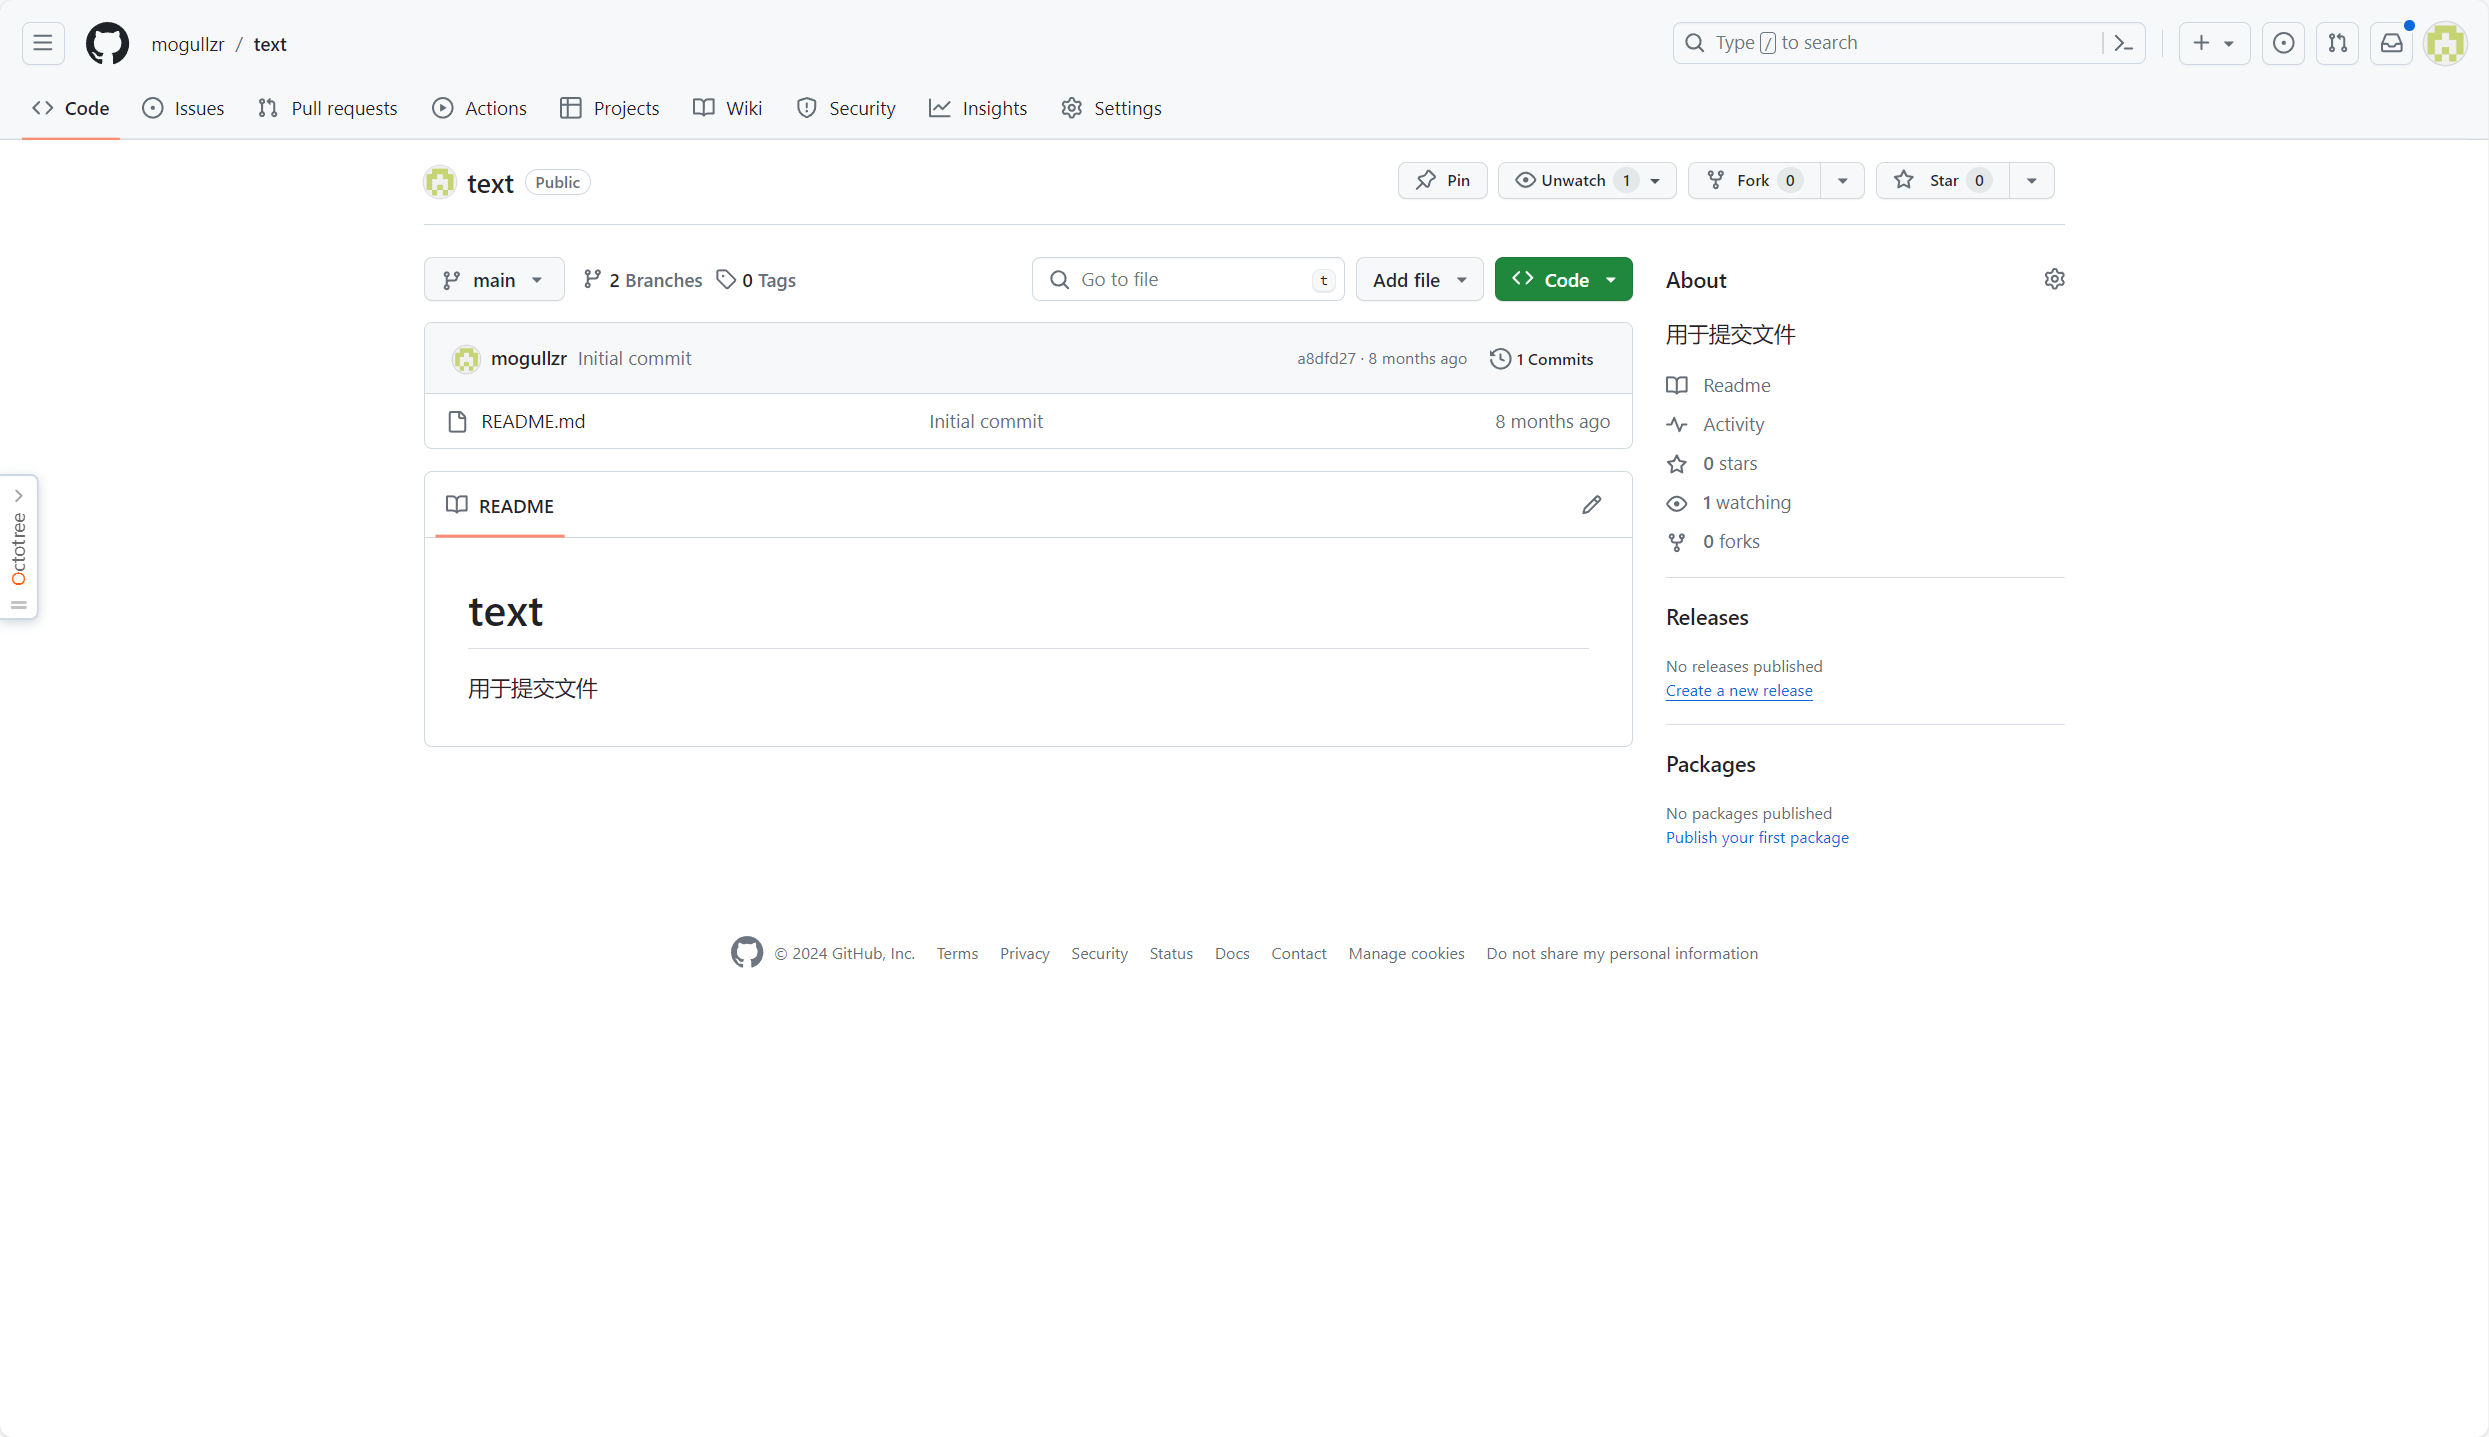 mogullzr / text
Type / to search
Code Issues Pull requests Actions Projects Wiki Security Insights Settings
text Public
Pin Unwatch 1 Fork 0 Star 0
main 2 Branches 0 Tags Go to file t Add file Code
mogullzr Initial commit a8dfd27 · 8 months ago 1 Commits
README.md Initial commit 8 months ago
README
text
用于提交文件
About
用于提交文件
Readme
Activity
0 stars
1 watching
0 forks
Releases
No releases published
Create a new release
Packages
No packages published
Publish your first package
Octotree
© 2024 GitHub, Inc. Terms Privacy Security Status Docs Contact Manage cookies Do not share my personal information